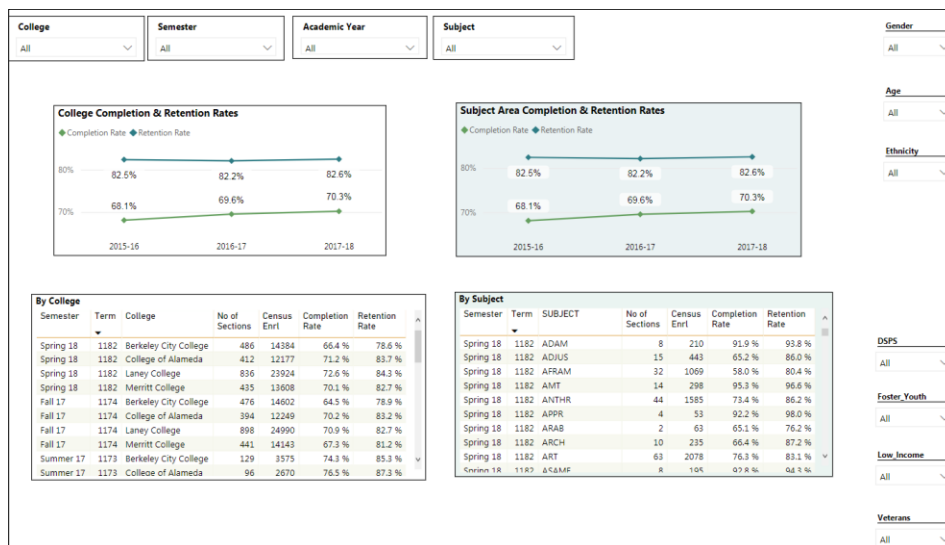 College Semester Academic Year Subject
All All All All
Gender
All
Age
All
Ethnicity
All
College Completion & Retention Rates
Completion Rate Retention Rate
80%
82.5% 82.2% 82.6%
70%
68.1% 69.6% 70.3%
2015-16 2016-17 2017-18
Subject Area Completion & Retention Rates
Completion Rate Retention Rate
80%
82.5% 82.2% 82.6%
70%
68.1% 69.6% 70.3%
2015-16 2016-17 2017-18
By College
Semester Term College No of Sections Census Enrl Completion Rate Retention Rate
Spring 18 1182 Berkeley City College 486 14384 66.4 % 78.6 %
Spring 18 1182 College of Alameda 412 12177 71.2 % 83.7 %
Spring 18 1182 Laney College 836 23924 72.6 % 84.3 %
Spring 18 1182 Merritt College 435 13608 70.1 % 82.7 %
Fall 17 1174 Berkeley City College 476 14602 64.5 % 78.9 %
Fall 17 1174 College of Alameda 394 12249 70.2 % 83.2 %
Fall 17 1174 Laney College 898 24990 70.9 % 82.7 %
Fall 17 1174 Merritt College 441 14143 67.3 % 81.2 %
Summer 17 1173 Berkeley City College 129 3575 74.3 % 85.3 %
Summer 17 1173 College of Alameda 96 2670 76.5 % 87.3 %
By Subject
Semester Term SUBJECT No of Sections Census Enrl Completion Rate Retention Rate
Spring 18 1182 ADAM 8 210 91.9 % 93.8 %
Spring 18 1182 ADJUS 15 443 65.2 % 86.0 %
Spring 18 1182 AFRAM 32 1069 58.0 % 80.4 %
Spring 18 1182 AMT 14 298 95.3 % 96.6 %
Spring 18 1182 ANTHR 44 1585 73.4 % 86.2 %
Spring 18 1182 APPR 4 53 92.2 % 98.0 %
Spring 18 1182 ARAB 2 63 65.1 % 76.2 %
Spring 18 1182 ARCH 10 235 66.4 % 87.2 %
Spring 18 1182 ART 63 2078 76.3 % 83.1 %
Spring 18 1182 ASAME 8 195 92.8 % 94.3 %
DSPS
All
Foster_Youth
All
Low_Income
All
Veterans
All